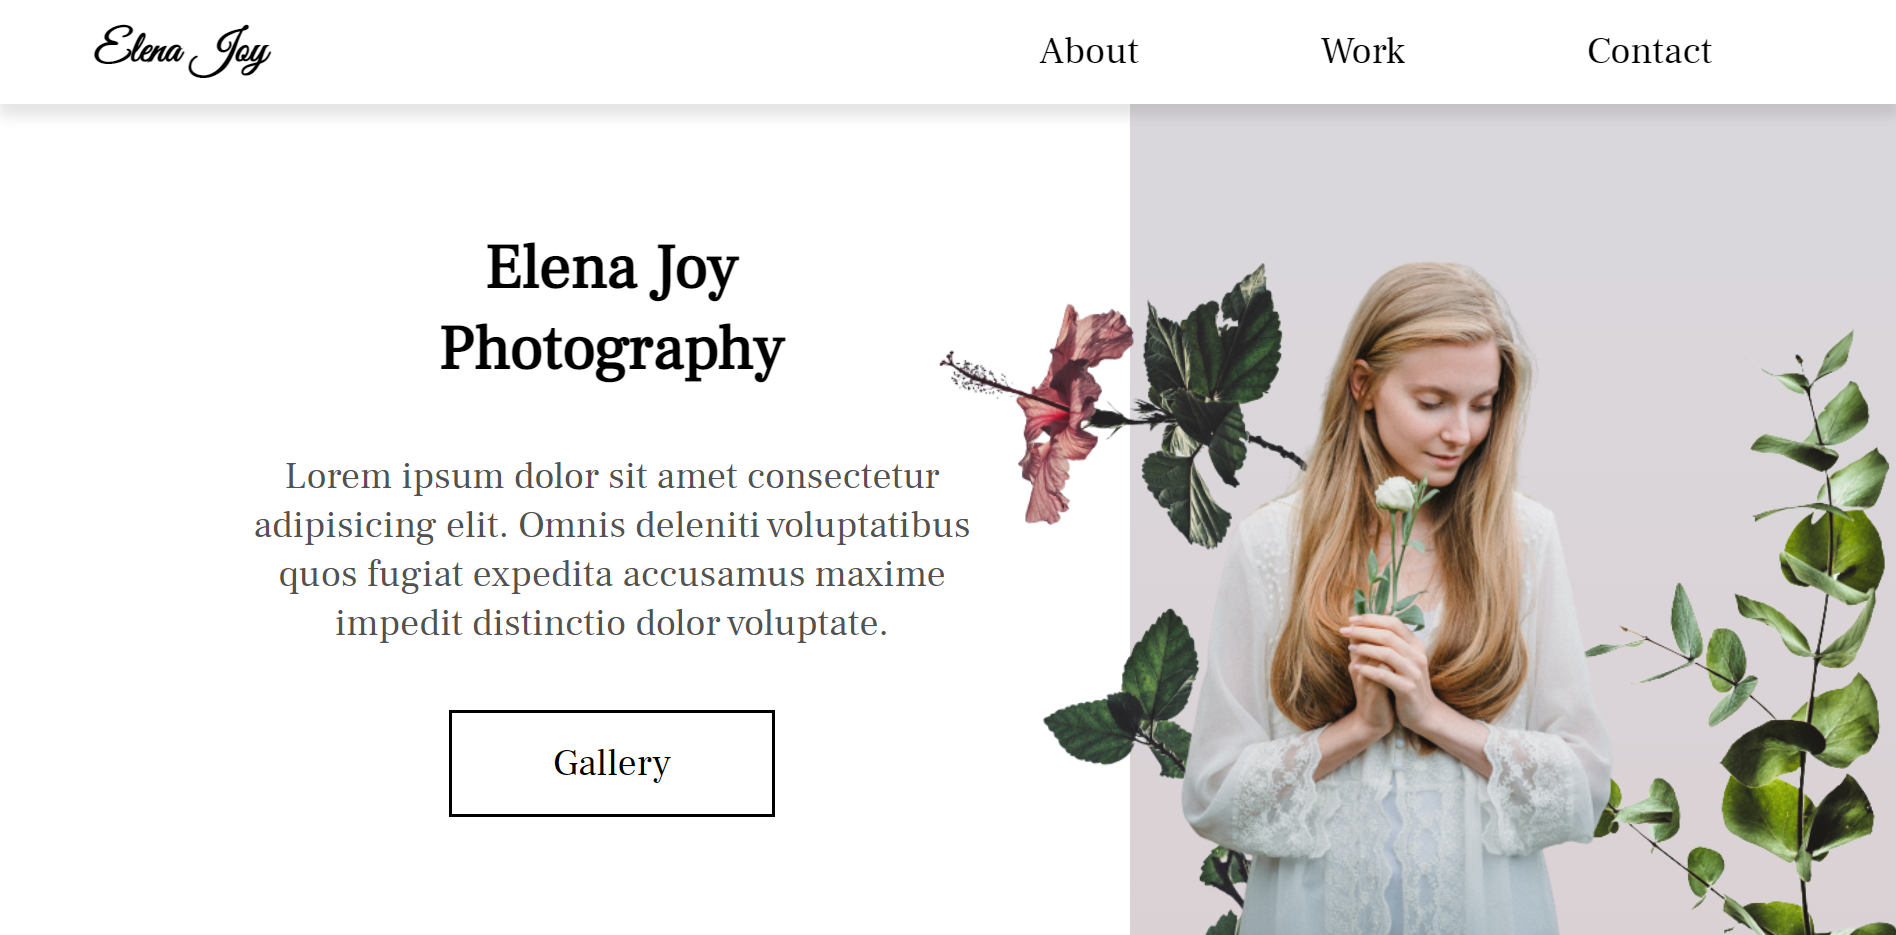 Elena Joy
About
Work
Contact
Elena Joy
Photography
Lorem ipsum dolor sit amet consectetur
adipisicing elit. Omnis deleniti voluptatibus
quos fugiat expedita accusamus maxime
impedit distinctio dolor voluptate.
Gallery